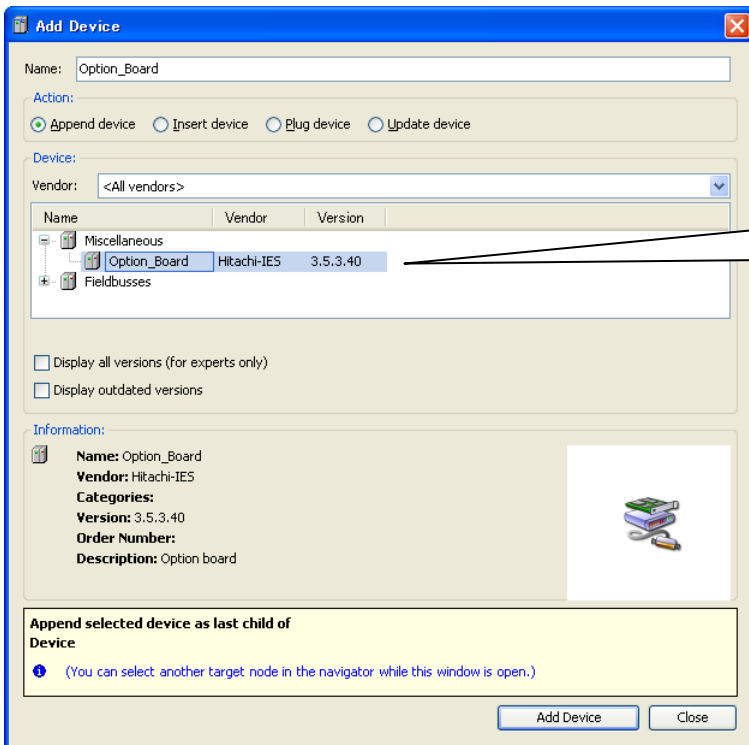 Add Device
Name: Option_Board
Action:
Append device Insert device Plug device Update device
Device:
Vendor: <All vendors>
Name Vendor Version
Miscellaneous
Option_Board Hitachi-IES 3.5.3.40
Fieldbusses
Display all versions (for experts only)
Display outdated versions
Information:
Name: Option_Board
Vendor: Hitachi-IES
Categories:
Version: 3.5.3.40
Order Number:
Description: Option board
Append selected device as last child of
Device
(You can select another target node in the navigator while this window is open.)
Add Device Close